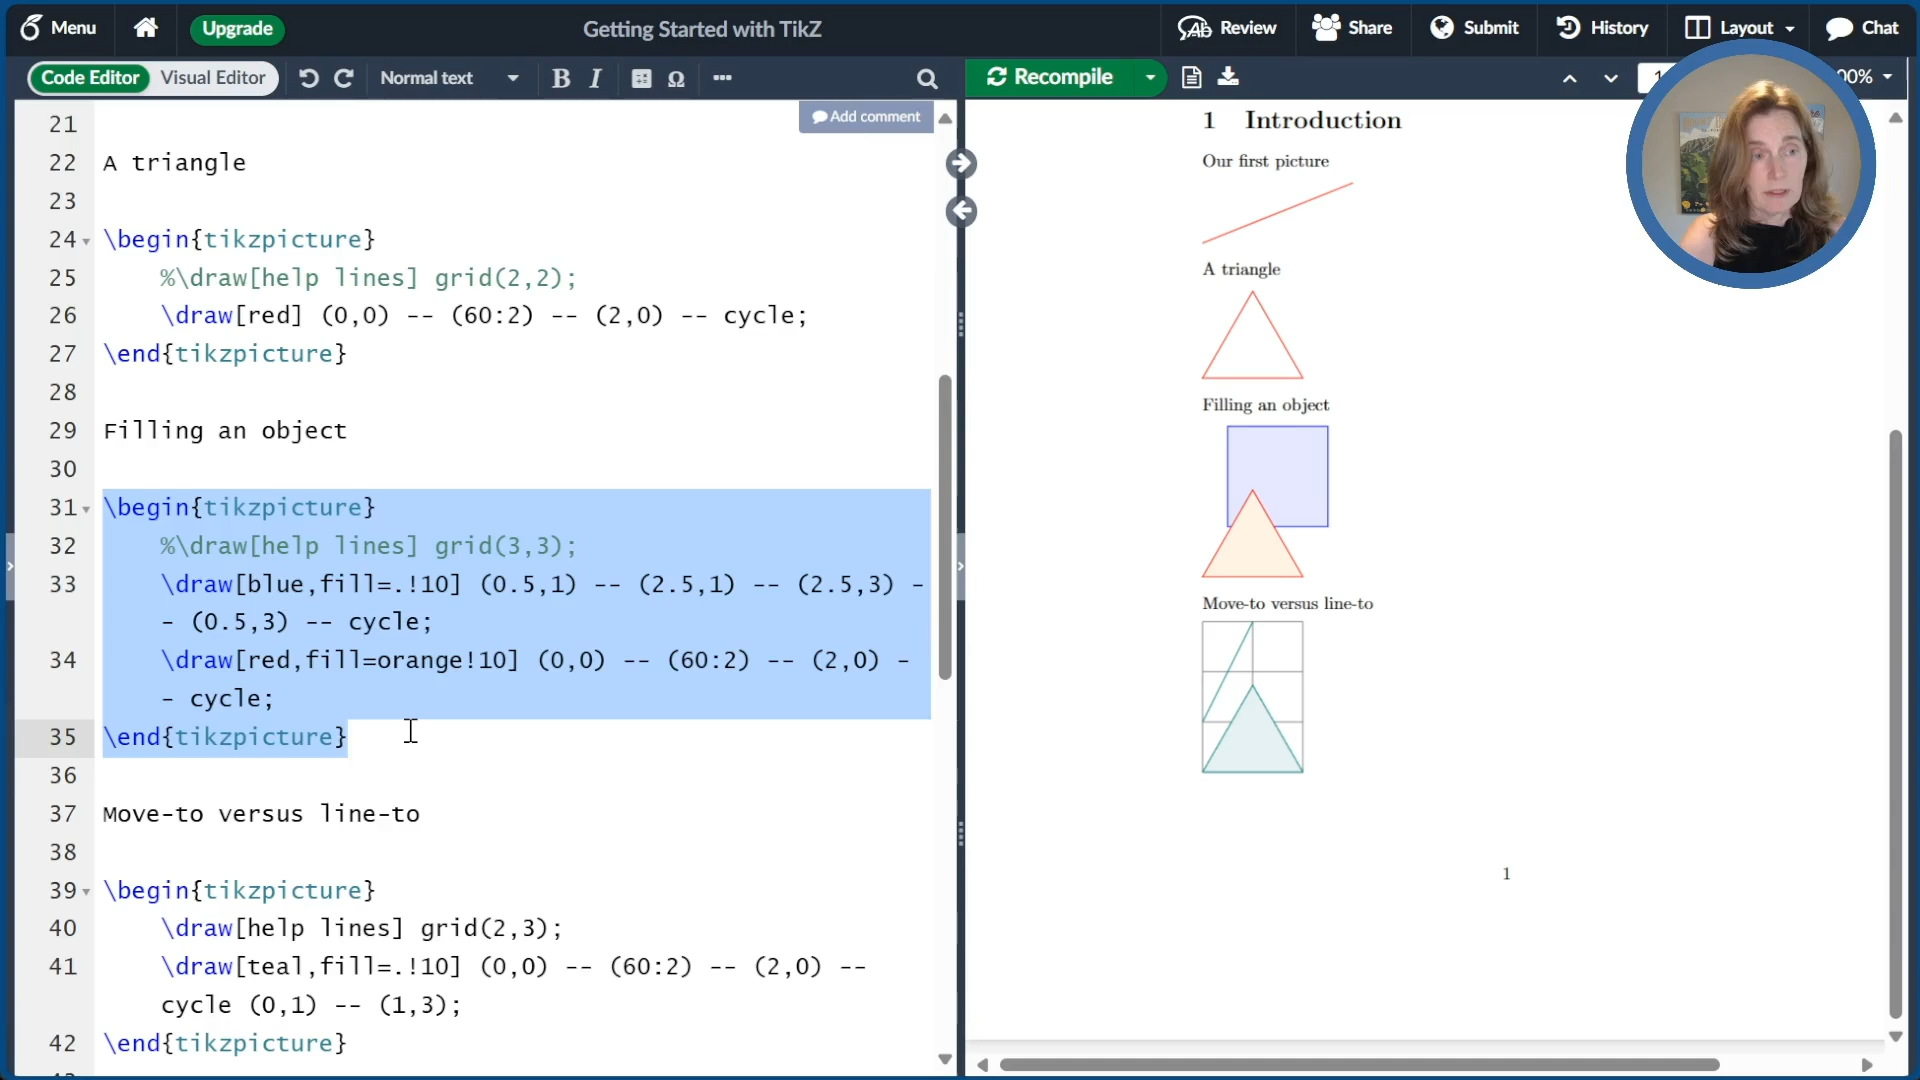 Menu
Upgrade
Getting Started with TikZ
Review
Share
Submit
History
Layout
Chat
Code Editor
Visual Editor
Normal text
B I
Ω
Recompile
00%
Add comment
21
22 A triangle
23
24 \begin{tikzpicture}
25 %\draw[help lines] grid(2,2);
26 \draw[red] (0,0) -- (60:2) -- (2,0) -- cycle;
27 \end{tikzpicture}
28
29 Filling an object
30
31 \begin{tikzpicture}
32 %\draw[help lines] grid(3,3);
33 \draw[blue,fill=.!10] (0.5,1) -- (2.5,1) -- (2.5,3) -
- (0.5,3) -- cycle;
34 \draw[red,fill=orange!10] (0,0) -- (60:2) -- (2,0) -
- cycle;
35 \end{tikzpicture}
36
37 Move-to versus line-to
38
39 \begin{tikzpicture}
40 \draw[help lines] grid(2,3);
41 \draw[teal,fill=.!10] (0,0) -- (60:2) -- (2,0) --
cycle (0,1) -- (1,3);
42 \end{tikzpicture}
1 Introduction
Our first picture
A triangle
Filling an object
Move-to versus line-to
1